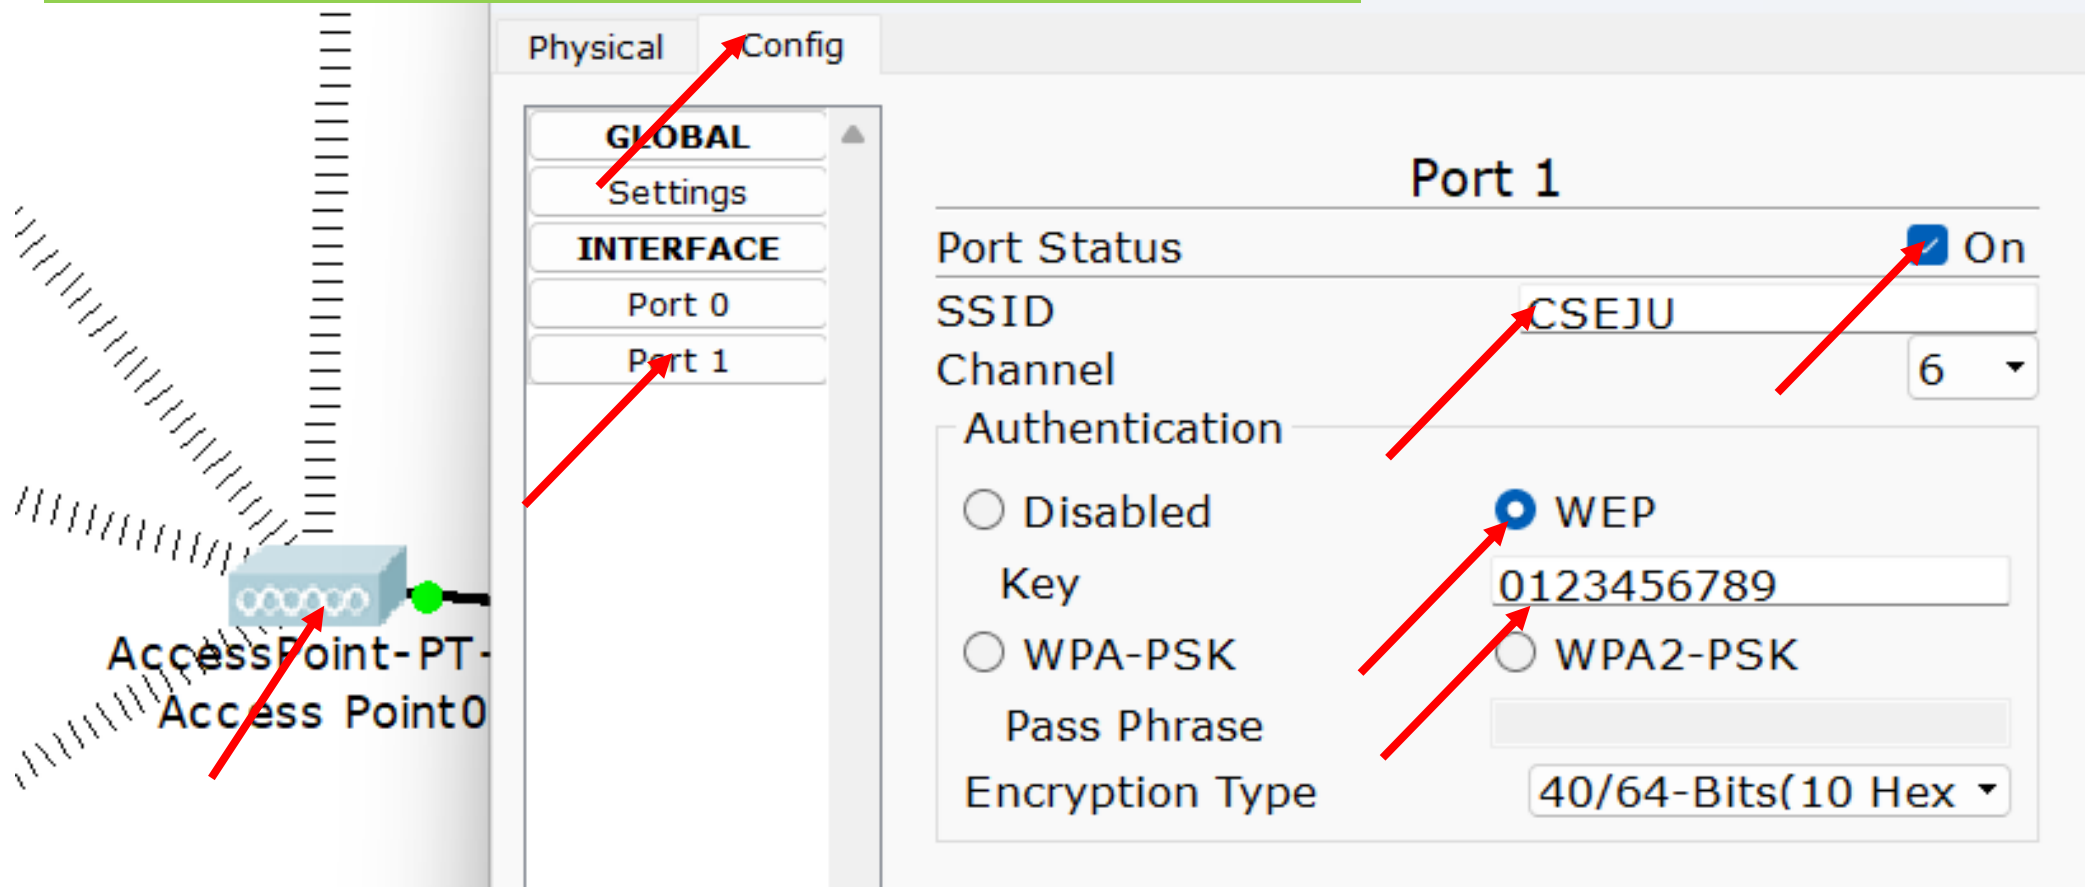 Physical
Config
GLOBAL
Settings
INTERFACE
Port 0
Port 1
Port 1
Port Status
On
SSID
CSEJU
Channel
6
Authentication
Disabled
WEP
Key
0123456789
WPA-PSK
WPA2-PSK
Pass Phrase
Encryption Type
40/64-Bits(10 Hex
AccessPoint-PT-
Access Point0